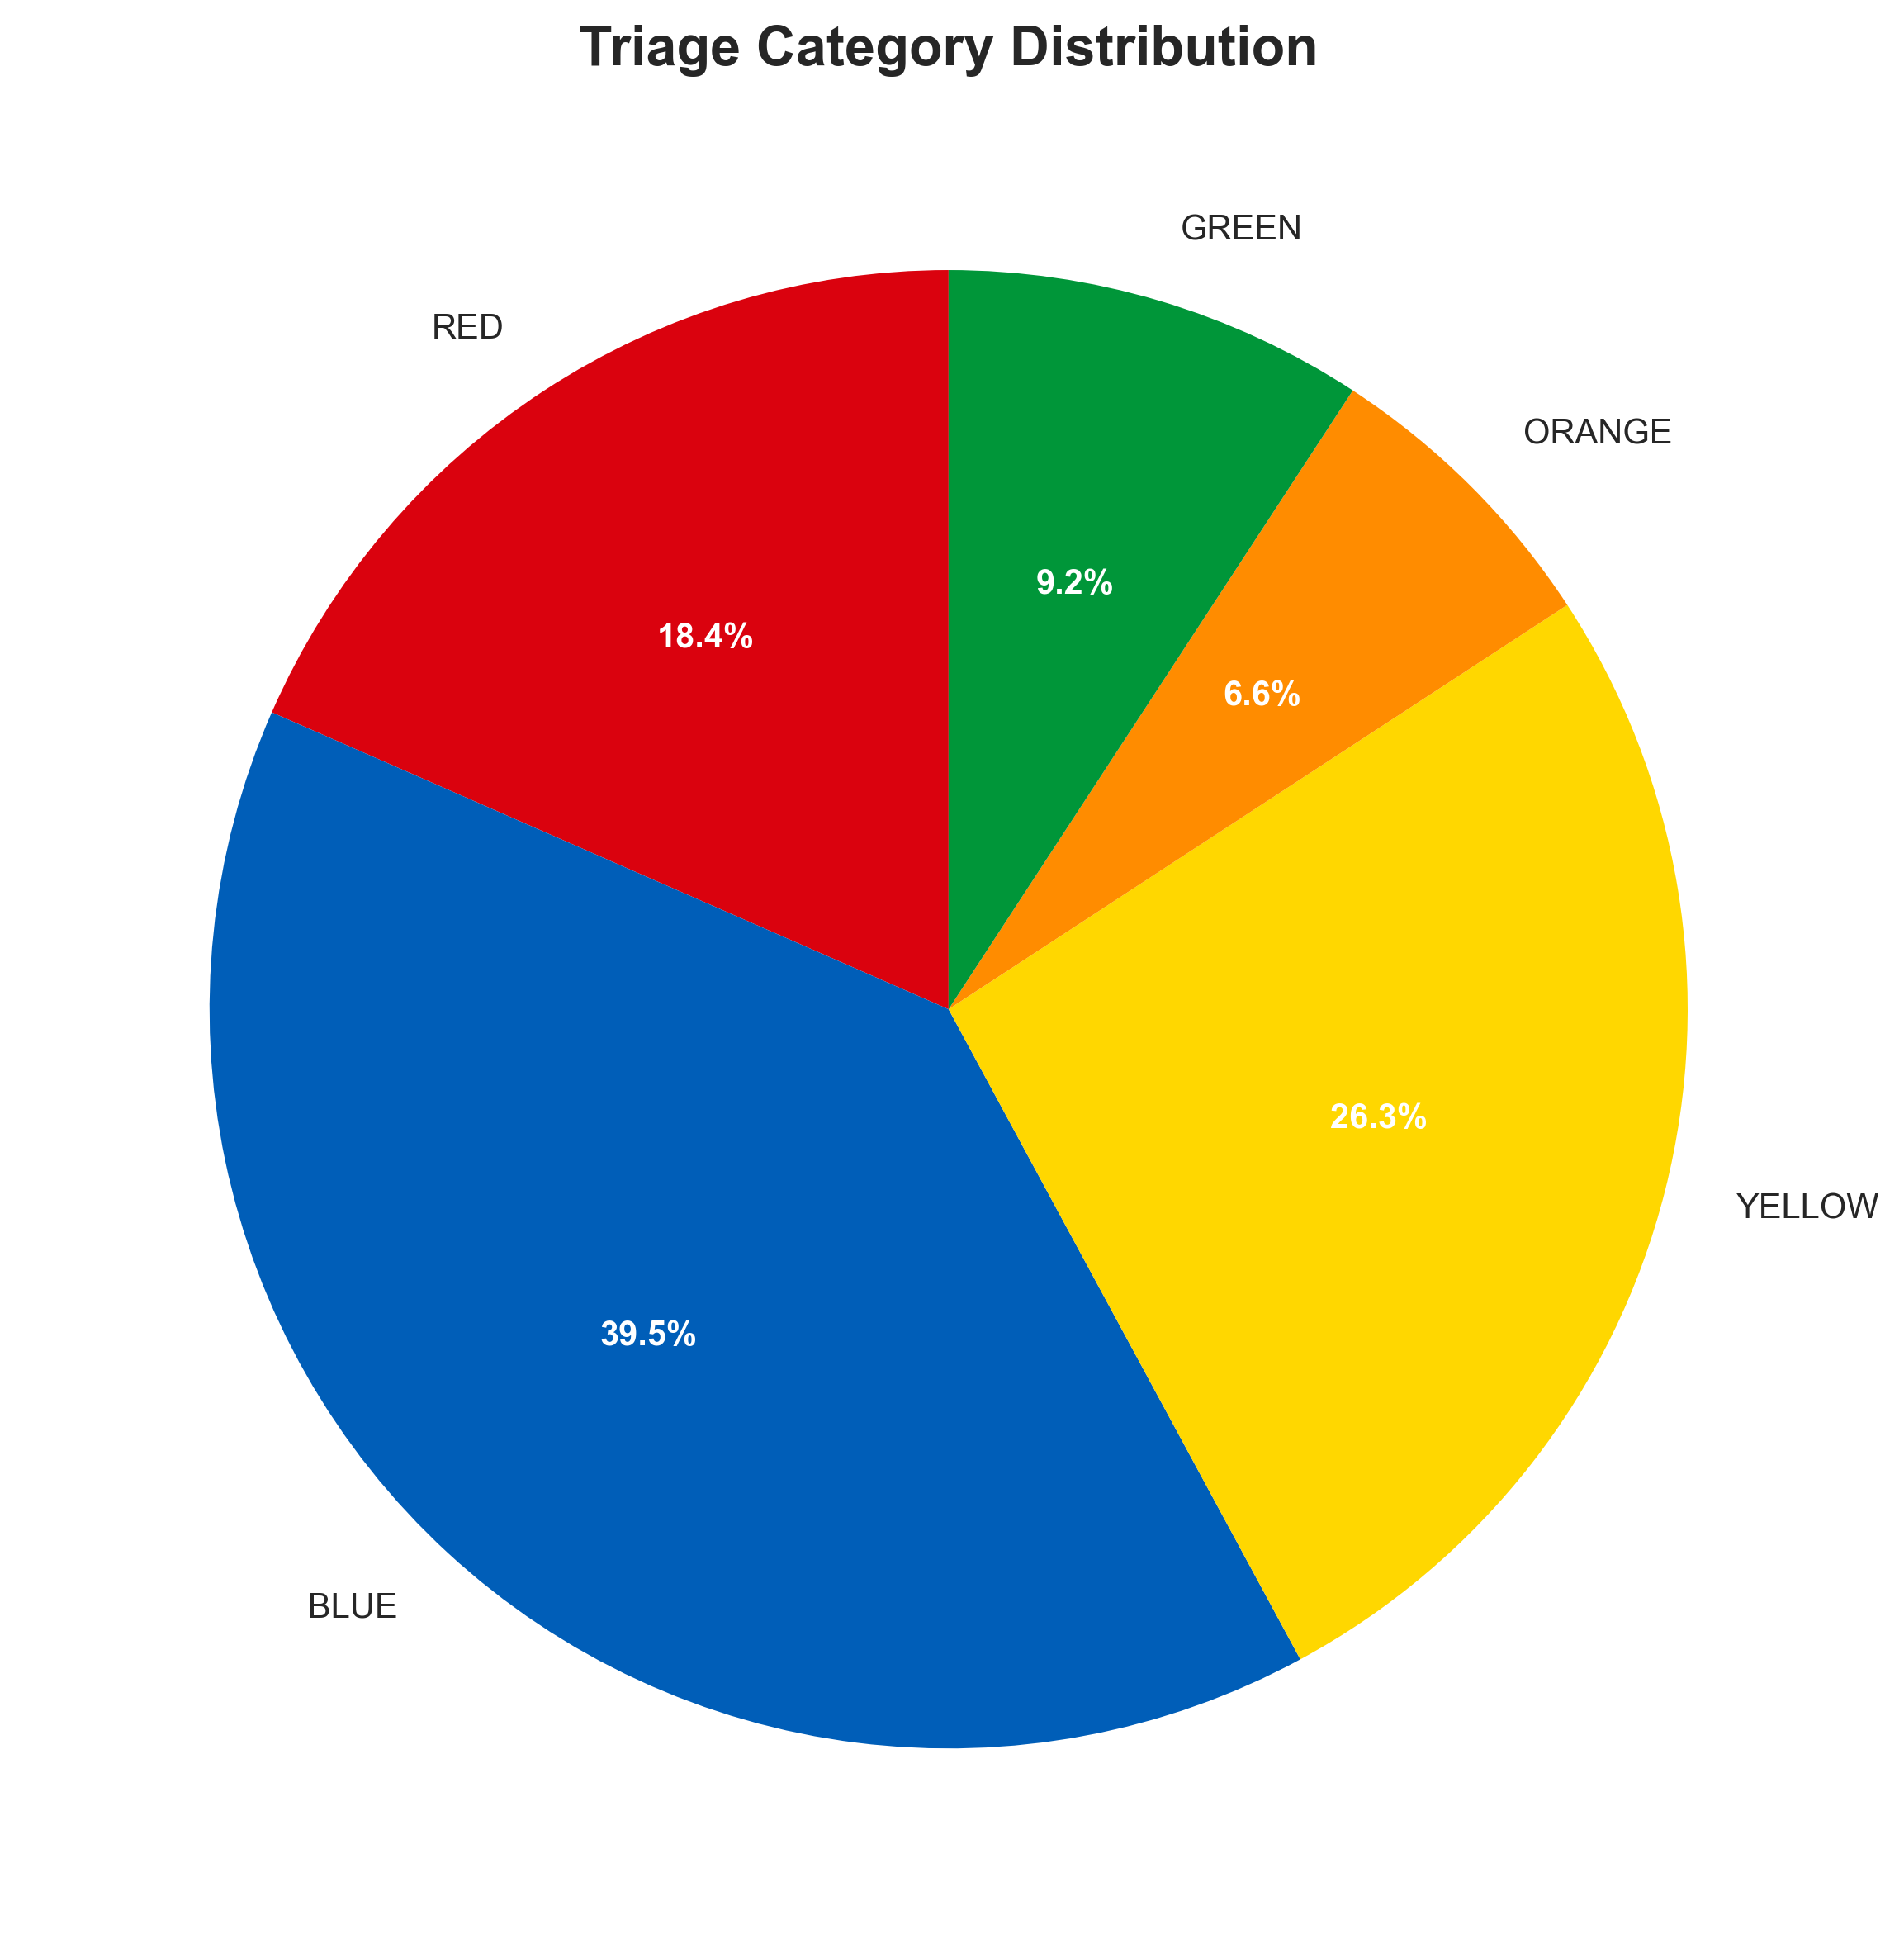 Triage Category Distribution
GREEN
RED
ORANGE
9.2%
18.4%
6.6%
26.3%
YELLOW
39.5%
BLUE